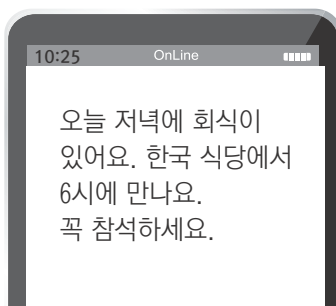 10:25 OnLine
오늘 저녁에 회식이
있어요. 한국 식당에서
6시에 만나요.
꼭 참석하세요.